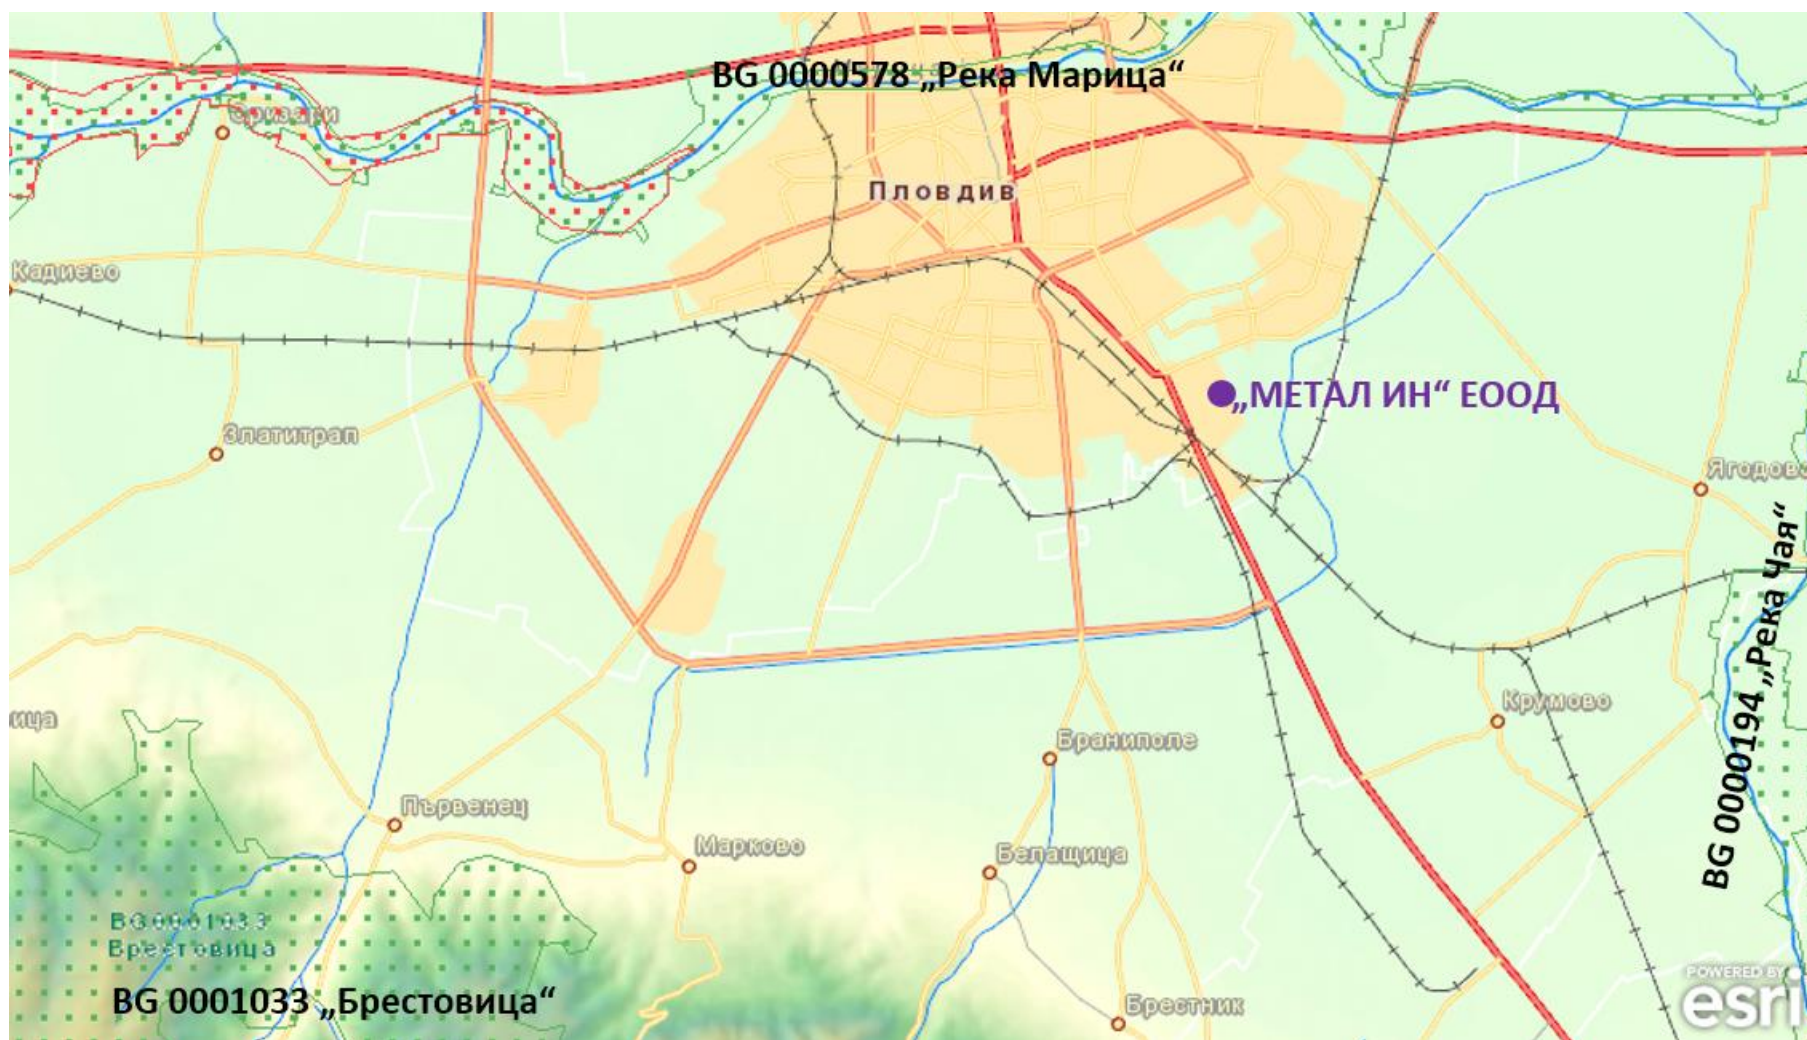 BG 0000578 „Река Марица“
Оризари
Пловдив
Кадиево
„МЕТАЛ ИН“ ЕООД
Златитрап
Ягодово
BG 0000194 „Река Чая“
ица
Крумово
Браниполе
Първенец
Марково
Белащица
BG0001033
Брестовица
BG 0001033 „Брестовица“
Брестник
POWERED BY
esri